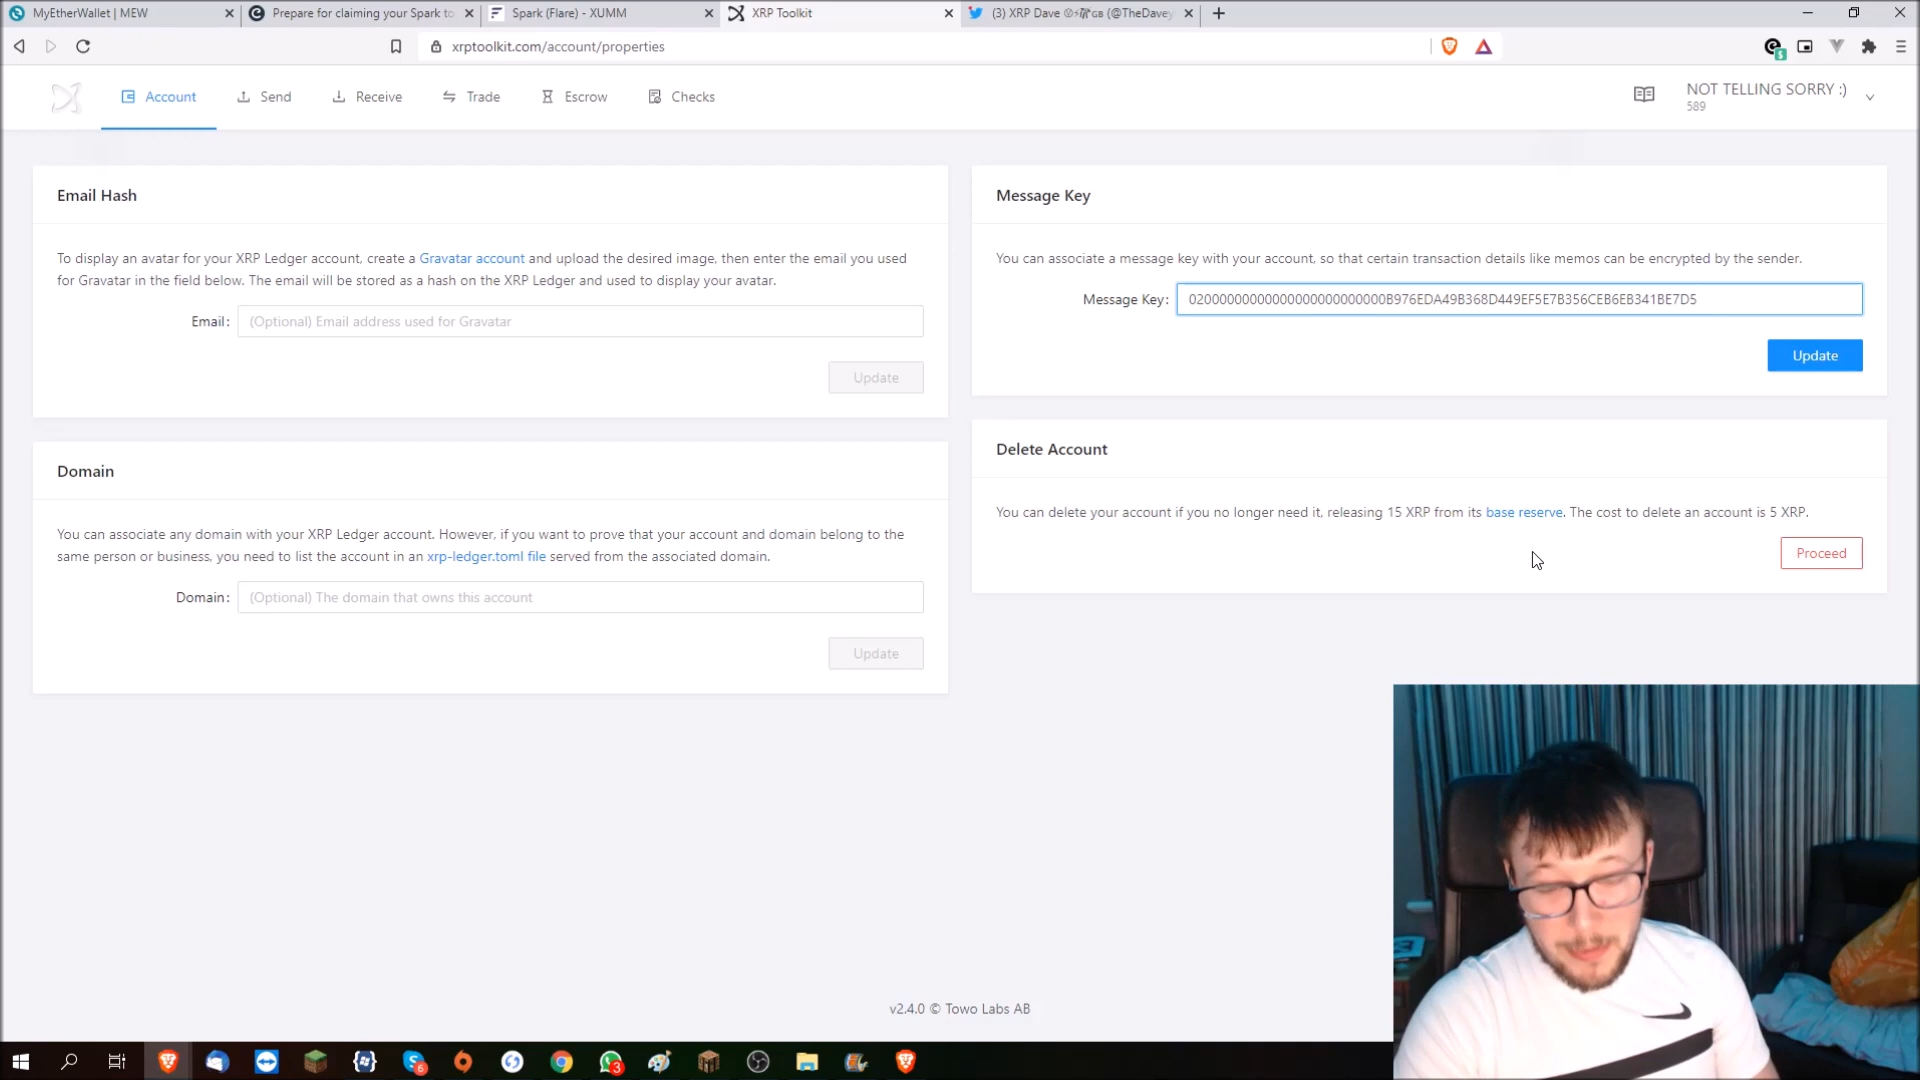 MyEtherWallet | MEW
Prepare for claiming your Spark to
Spark (Flare) - XUMM
XRP Toolkit
(3) XRP Dave
(@TheDavey
xrptoolkit.com/account/properties
Account
Send
Receive
Trade
Escrow
Checks
NOT TELLING SORRY :)
589
Email Hash
To display an avatar for your XRP Ledger account, create a Gravatar account and upload the desired image, then enter the email you used
for Gravatar in the field below. The email will be stored as a hash on the XRP Ledger and used to display your avatar.
Email:
(Optional) Email address used for Gravatar
Update
Domain
You can associate any domain with your XRP Ledger account. However, if you want to prove that your account and domain belong to the
same person or business, you need to list the account in an xrp-ledger.toml file served from the associated domain.
Domain:
(Optional) The domain that owns this account
Update
Message Key
You can associate a message key with your account, so that certain transaction details like memos can be encrypted by the sender.
Message Key:
Update
Delete Account
You can delete your account if you no longer need it, releasing 15 XRP from its base reserve. The cost to delete an account is 5 XRP.
Proceed
v2.4.0 © Towo Labs AB
6
3